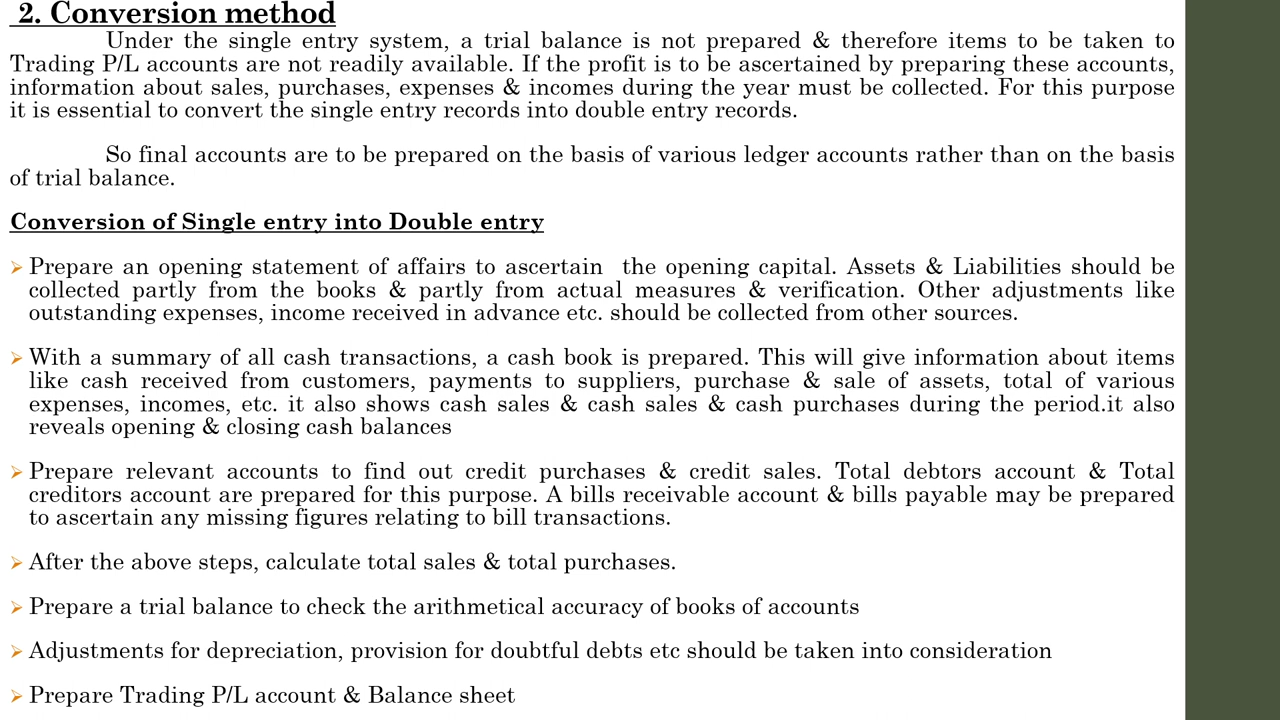 2. Conversion method
Under the single entry system, a trial balance is not prepared & therefore items to be taken to
Trading P/L accounts are not readily available. If the profit is to be ascertained by preparing these accounts,
information about sales, purchases, expenses & incomes during the year must be collected. For this purpose
it is essential to convert the single entry records into double entry records.
So final accounts are to be prepared on the basis of various ledger accounts rather than on the basis
of trial balance.
Conversion of Single entry into Double entry
➢ Prepare an opening statement of affairs to ascertain the opening capital. Assets & Liabilities should be
collected partly from the books & partly from actual measures & verification. Other adjustments like
outstanding expenses, income received in advance etc. should be collected from other sources.
➢ With a summary of all cash transactions, a cash book is prepared. This will give information about items
like cash received from customers, payments to suppliers, purchase & sale of assets, total of various
expenses, incomes, etc. it also shows cash sales & cash sales & cash purchases during the period.it also
reveals opening & closing cash balances
➢ Prepare relevant accounts to find out credit purchases & credit sales. Total debtors account & Total
creditors account are prepared for this purpose. A bills receivable account & bills payable may be prepared
to ascertain any missing figures relating to bill transactions.
➢ After the above steps, calculate total sales & total purchases.
➢ Prepare a trial balance to check the arithmetical accuracy of books of accounts
➢ Adjustments for depreciation, provision for doubtful debts etc should be taken into consideration
➢ Prepare Trading P/L account & Balance sheet